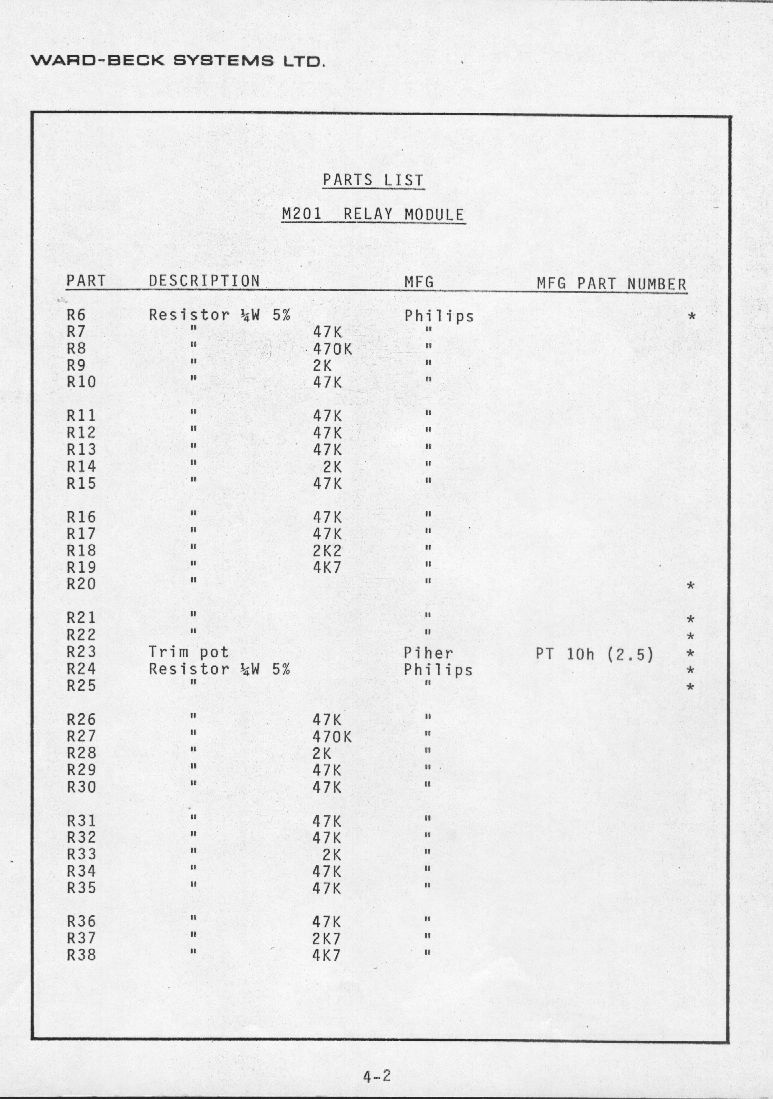 WARD-BECK SYSTEMS LTD.
PARTS LIST
M201 RELAY MODULE
PART DESCRIPTION MFG MFG PART NUMBER
R6 Resistor ¼W 5% Philips *
R7 " 47K "
R8 " 470K "
R9 " 2K "
R10 " 47K "
R11 " 47K "
R12 " 47K "
R13 " 47K "
R14 " 2K "
R15 " 47K "
R16 " 47K "
R17 " 47K "
R18 " 2K2 "
R19 " 4K7 "
R20 " " *
R21 " " *
R22 " " *
R23 Trim pot Piher PT 10h (2.5) *
R24 Resistor ¼W 5% Philips *
R25 " " *
R26 " 47K "
R27 " 470K "
R28 " 2K "
R29 " 47K "
R30 " 47K "
R31 " 47K "
R32 " 47K "
R33 " 2K "
R34 " 47K "
R35 " 47K "
R36 " 47K "
R37 " 2K7 "
R38 " 4K7 "
4-2